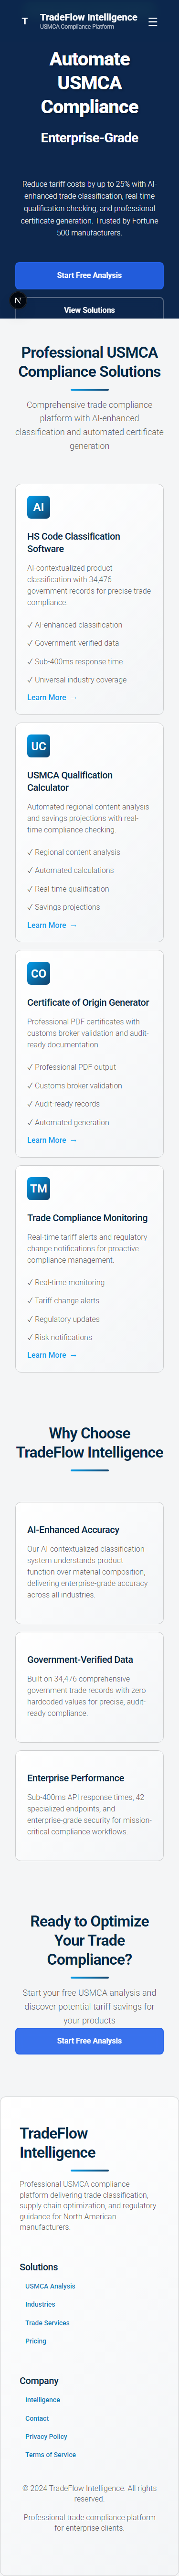 T
TradeFlow Intelligence
USMCA Compliance Platform
☰
Automate
USMCA
Compliance
Enterprise-Grade
Reduce tariff costs by up to 25% with AI-
enhanced trade classification, real-time
qualification checking, and professional
certificate generation. Trusted by Fortune
500 manufacturers.
Start Free Analysis
N
View Solutions
Professional USMCA
Compliance Solutions
Comprehensive trade compliance
platform with AI-enhanced
classification and automated certificate
generation
AI
HS Code Classification
Software
AI-contextualized product
classification with 34,476
government records for precise trade
compliance.
✓ AI-enhanced classification
✓ Government-verified data
✓ Sub-400ms response time
✓ Universal industry coverage
Learn More →
UC
USMCA Qualification
Calculator
Automated regional content analysis
and savings projections with real-
time compliance checking.
✓ Regional content analysis
✓ Automated calculations
✓ Real-time qualification
✓ Savings projections
Learn More →
CO
Certificate of Origin Generator
Professional PDF certificates with
customs broker validation and audit-
ready documentation.
✓ Professional PDF output
✓ Customs broker validation
✓ Audit-ready records
✓ Automated generation
Learn More →
TM
Trade Compliance Monitoring
Real-time tariff alerts and regulatory
change notifications for proactive
compliance management.
✓ Real-time monitoring
✓ Tariff change alerts
✓ Regulatory updates
✓ Risk notifications
Learn More →
Why Choose
TradeFlow Intelligence
AI-Enhanced Accuracy
Our AI-contextualized classification
system understands product
function over material composition,
delivering enterprise-grade accuracy
across all industries.
Government-Verified Data
Built on 34,476 comprehensive
government trade records with zero
hardcoded values for precise, audit-
ready compliance.
Enterprise Performance
Sub-400ms API response times, 42
specialized endpoints, and
enterprise-grade security for mission-
critical compliance workflows.
Ready to Optimize
Your Trade
Compliance?
Start your free USMCA analysis and
discover potential tariff savings for
your products
Start Free Analysis
TradeFlow
Intelligence
Professional USMCA compliance
platform delivering trade classification,
supply chain optimization, and regulatory
guidance for North American
manufacturers.
Solutions
USMCA Analysis
Industries
Trade Services
Pricing
Company
Intelligence
Contact
Privacy Policy
Terms of Service
© 2024 TradeFlow Intelligence. All rights
reserved.
Professional trade compliance platform
for enterprise clients.